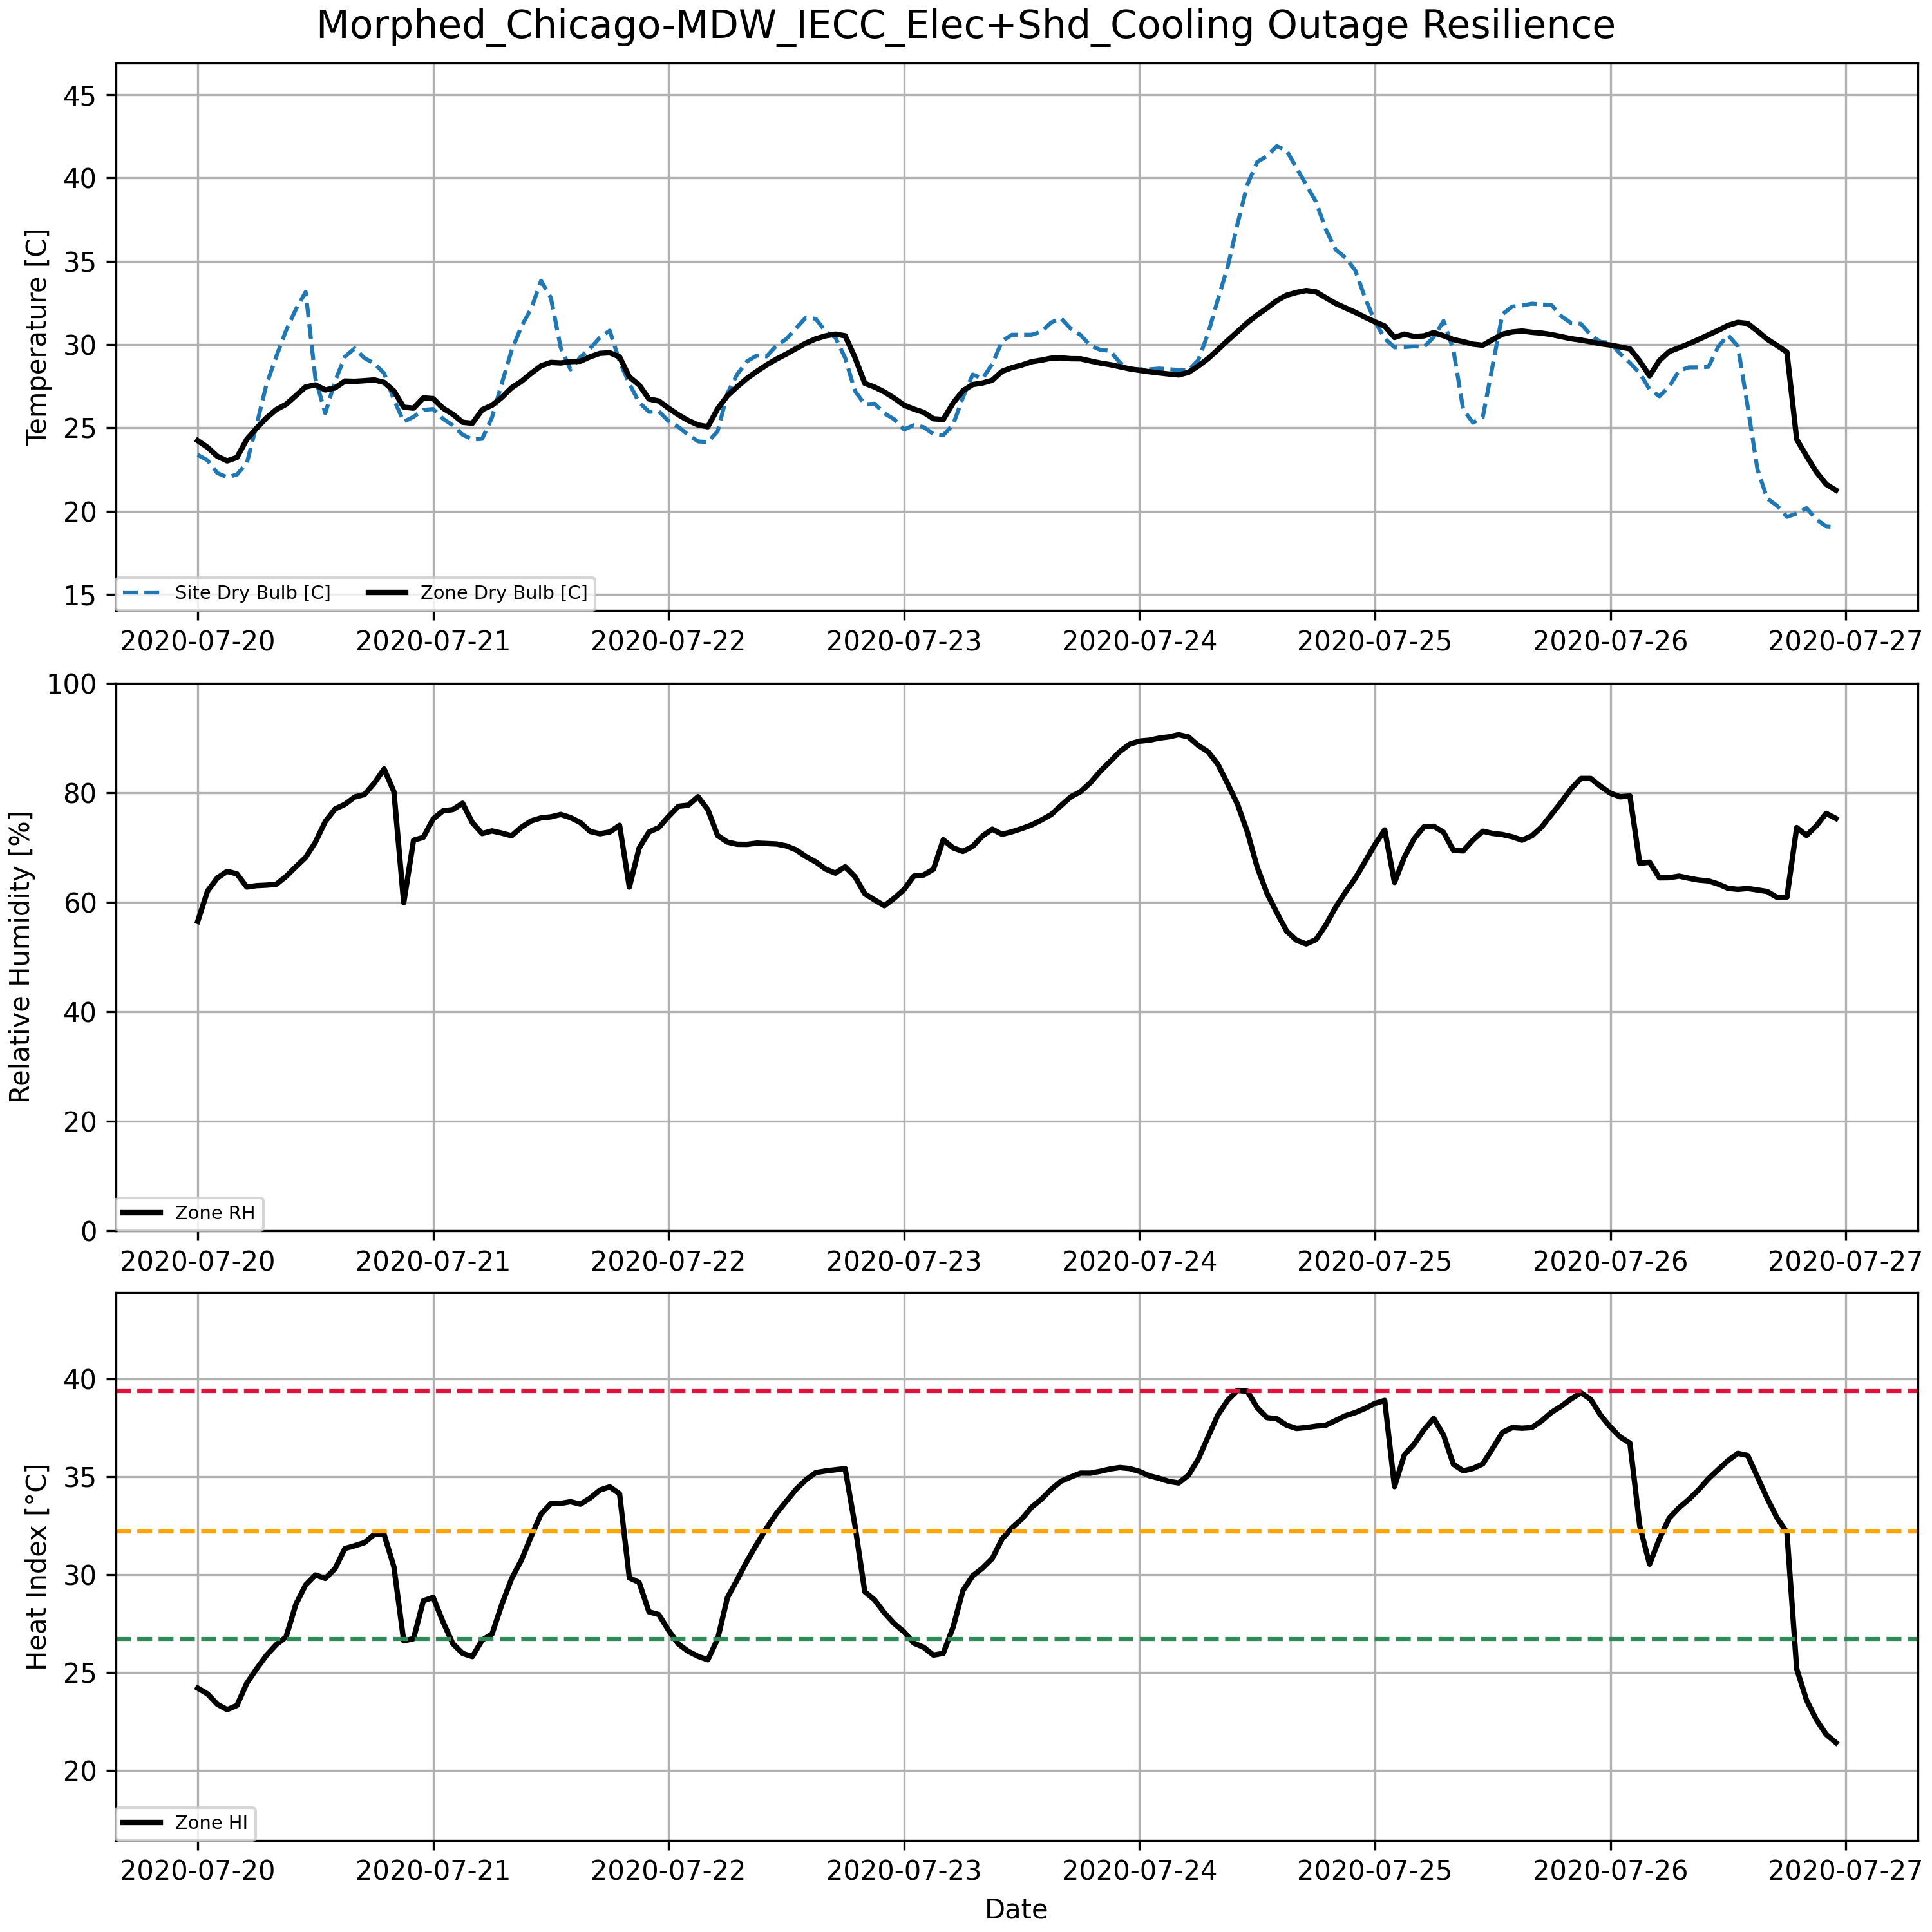 Morphed_Chicago-MDW_IECC_Elec+Shd_Cooling Outage Resilience
Temperature [C]
45
40
35
30
25
20
15
Site Dry Bulb [C] Zone Dry Bulb [C]
2020-07-20 2020-07-21 2020-07-22 2020-07-23 2020-07-24 2020-07-25 2020-07-26 2020-07-27
Relative Humidity [%]
100
80
60
40
20
0
Zone RH
2020-07-20 2020-07-21 2020-07-22 2020-07-23 2020-07-24 2020-07-25 2020-07-26 2020-07-27
Heat Index [°C]
40
35
30
25
20
Zone HI
2020-07-20 2020-07-21 2020-07-22 2020-07-23 2020-07-24 2020-07-25 2020-07-26 2020-07-27
Date